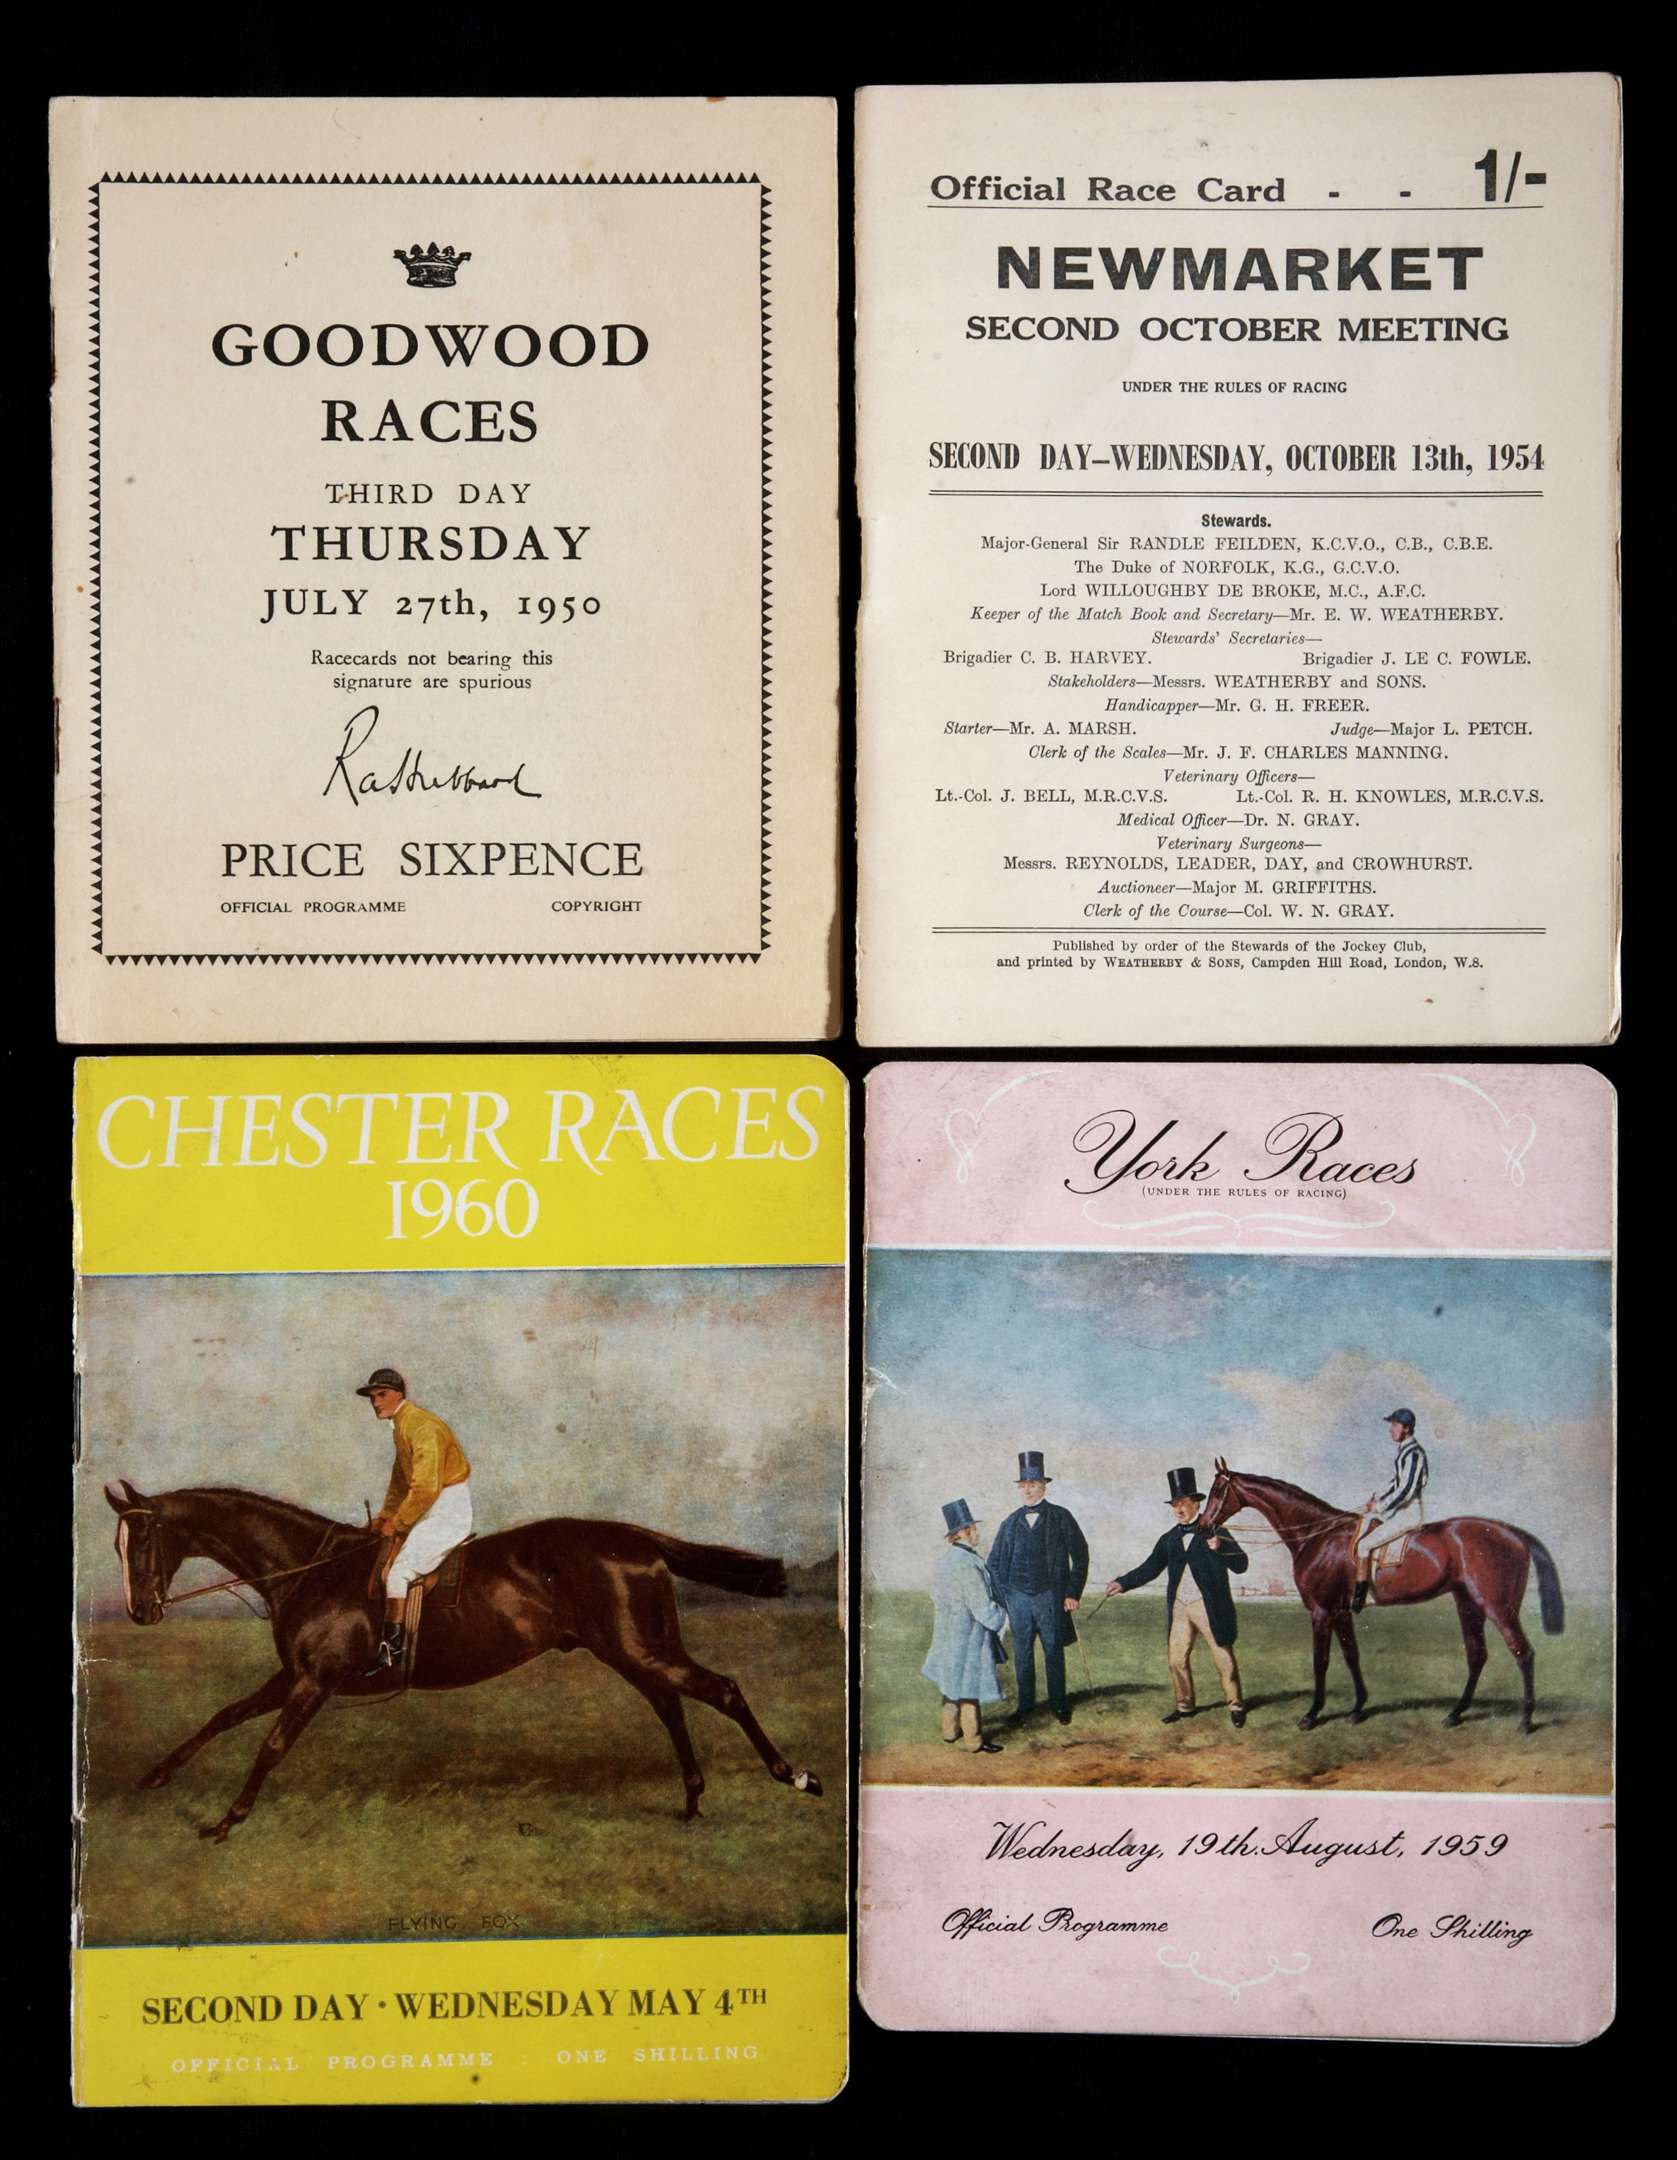 GOODWOOD
RACES
THIRD DAY
THURSDAY
JULY 27th, 1950
Racecards not bearing this
signature are spurious
PRICE SIXPENCE
OFFICIAL PROGRAMME COPYRIGHT
Official Race Card - - 1/-
NEWMARKET
SECOND OCTOBER MEETING
UNDER THE RULES OF RACING
SECOND DAY—WEDNESDAY, OCTOBER 13th, 1954
Stewards.
Major-General Sir RANDLE FEILDEN, K.C.V.O., C.B., C.B.E.
The Duke of NORFOLK, K.G., G.C.V.O.
Lord WILLOUGHBY DE BROKE, M.C., A.F.C.
Keeper of the Match Book and Secretary—Mr. E. W. WEATHERBY.
Stewards' Secretaries—
Brigadier C. B. HARVEY. Brigadier J. LE C. FOWLE.
Stakeholders—Messrs. WEATHERBY and SONS.
Handicapper—Mr. G. H. FREER.
Starter—Mr. A. MARSH. Judge—Major L. PETCH.
Clerk of the Scales—Mr. J. F. CHARLES MANNING.
Veterinary Officers—
Lt.-Col. J. BELL, M.R.C.V.S. Lt.-Col. R. H. KNOWLES, M.R.C.V.S.
Medical Officer—Dr. N. GRAY.
Veterinary Surgeons—
Messrs. REYNOLDS, LEADER, DAY, and CROWHURST.
Auctioneer—Major M. GRIFFITHS.
Clerk of the Course—Col. W. N. GRAY.
Published by order of the Stewards of the Jockey Club,
and printed by WEATHERBY & SONS, Campden Hill Road, London, W.8.
CHESTER RACES
1960
FLYING FOX
SECOND DAY · WEDNESDAY MAY 4TH
OFFICIAL PROGRAMME : ONE SHILLING
York Races
(UNDER THE RULES OF RACING)
Wednesday, 19th. August, 1959
Official Programme One Shilling